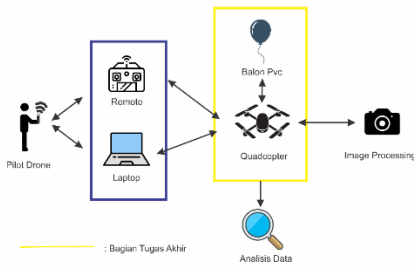 Balon Pvc
Remote
Pilot Drone
Laptop
Quadcopter
Image Processing
: Bagian Tugas Akhir
Analisis Data